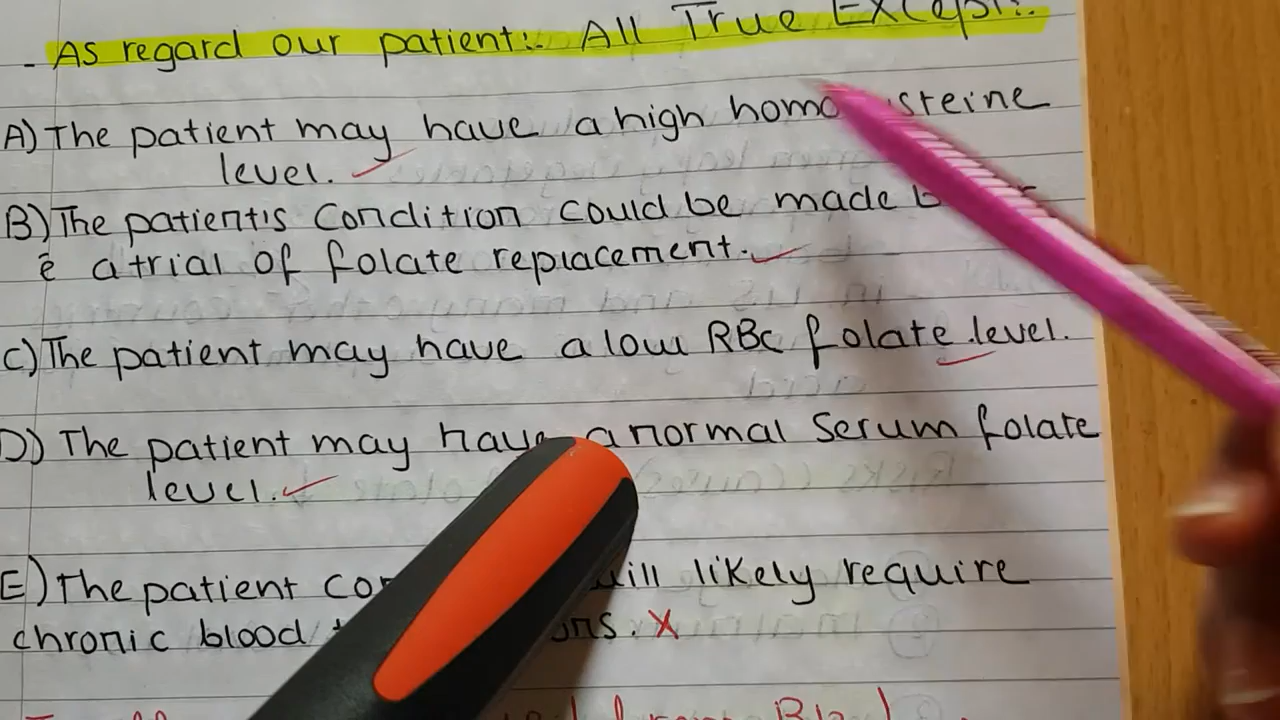 - As regard our patient:. All True Except:.
A) The patient may have a high homo steine
level. ✓
B) The patient's condition could be made
c̄ a trial of folate replacement. ✓
C) The patient may have a low RBc folate level. ✓
D) The patient may have a normal serum folate
level. ✓
E) The patient will likely require
chronic blood ons. X
B12